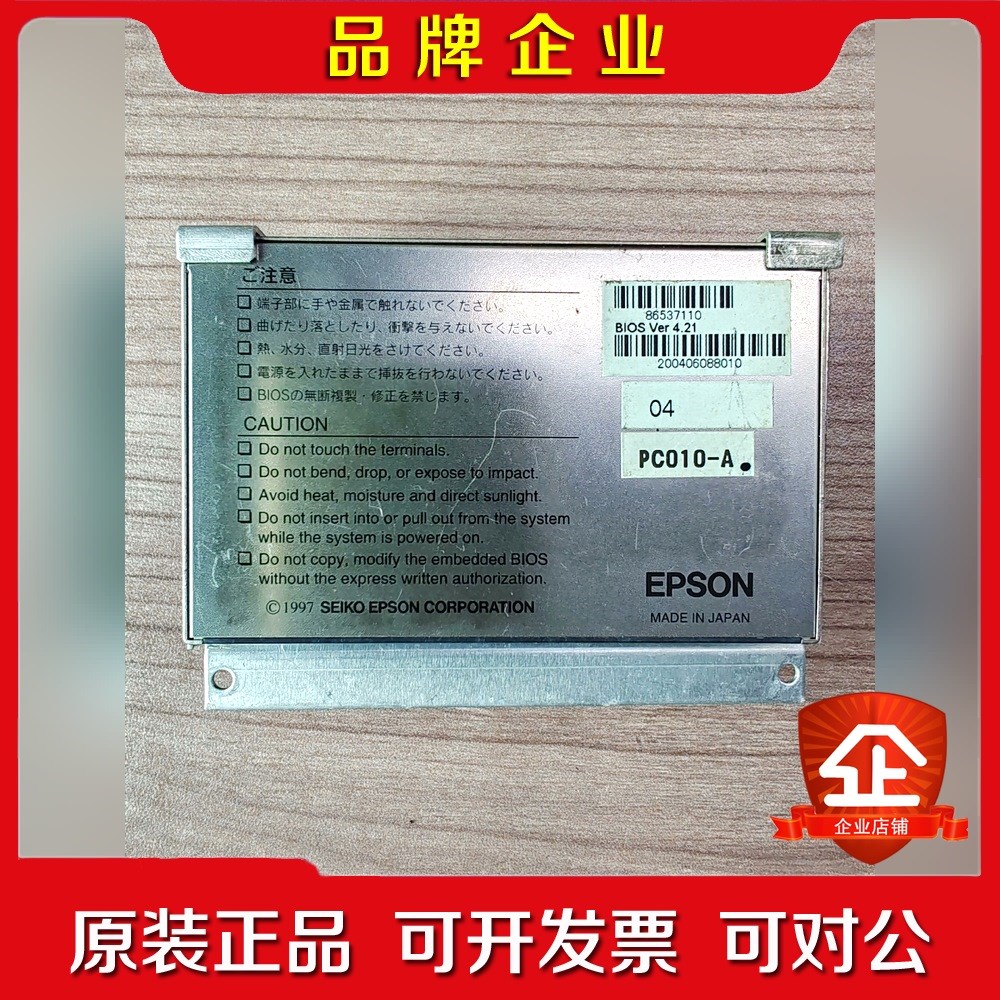 品牌企业
ご注意
□ 端子部に手や金属で触れないでください。
□ 曲げたり落としたり、衝撃を与えないでください。
□ 熱、水分、直射日光をさけてください。
□ 電源を入れたままで挿抜を行わないでください。
□ BIOSの無断複製・修正を禁じます。
CAUTION
□ Do not touch the terminals.
□ Do not bend, drop, or expose to impact.
□ Avoid heat, moisture and direct sunlight.
□ Do not insert into or pull out from the system
while the system is powered on.
□ Do not copy, modify the embedded BIOS
without the express written authorization.
©1997 SEIKO EPSON CORPORATION
86537110
BIOS Ver 4.21
200406088010
04
PC010-A.
EPSON
MADE IN JAPAN
企
企业店铺
原装正品 可开发票 可对公